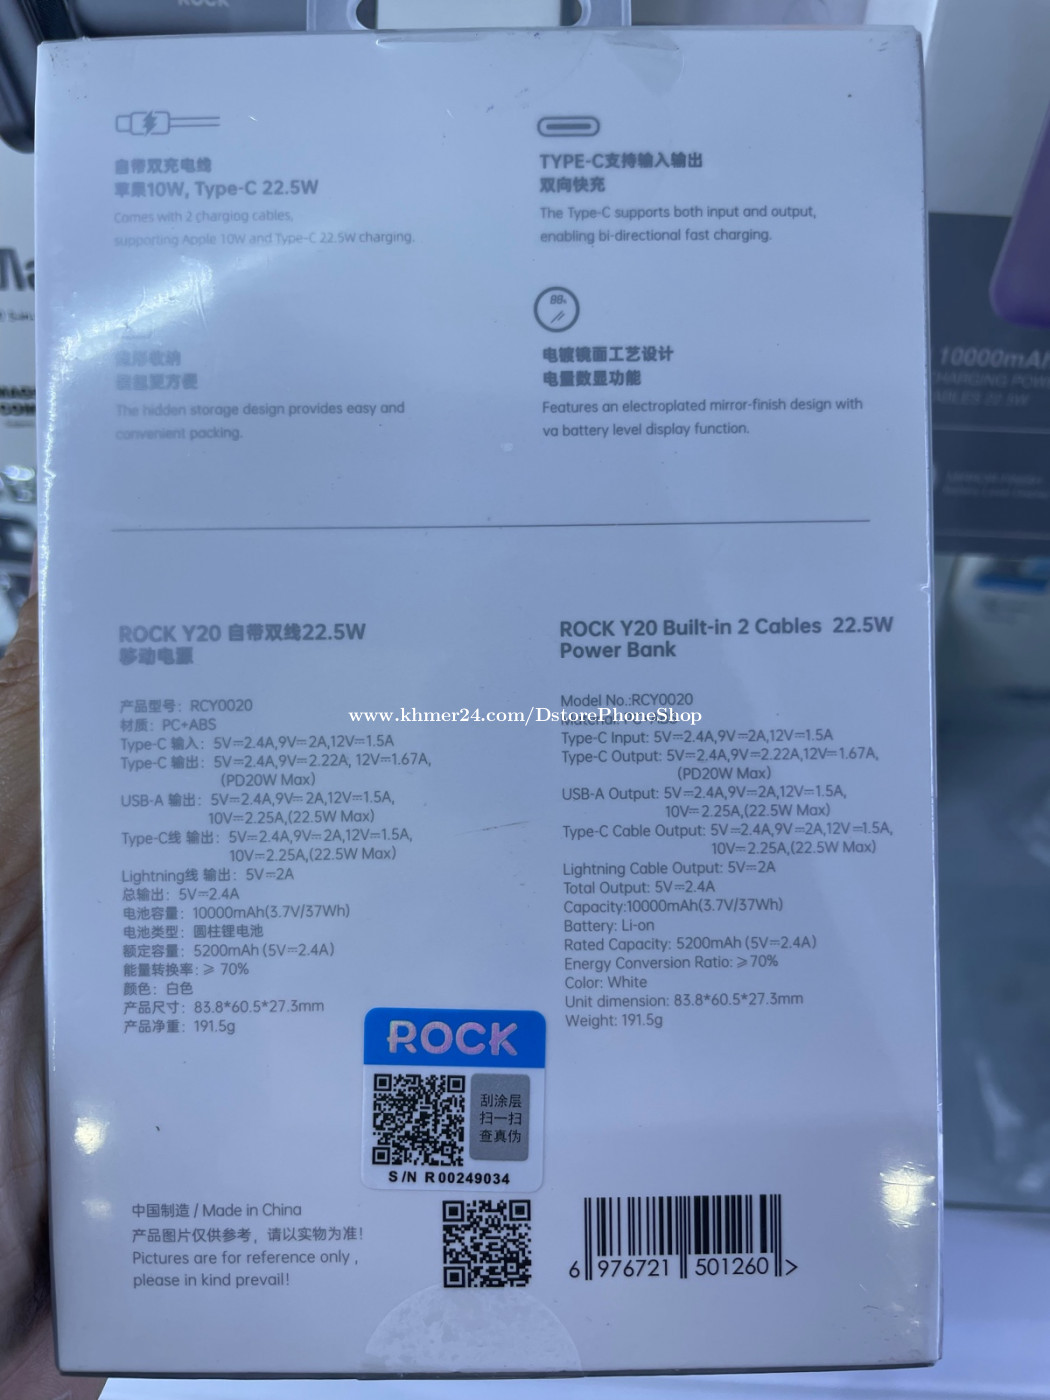 ROCK
自带双充电线
苹果10W, Type-C 22.5W
Comes with 2 charging cables,
supporting Apple 10W and Type-C 22.5W charging.
TYPE-C支持输入输出
双向快充
The Type-C supports both input and output,
enabling bi-directional fast charging.
The hidden storage design provides easy and
convenient packing.
88%
电镀镜面工艺设计
电量数显功能
Features an electroplated mirror-finish design with
va battery level display function.
10000mAh
ROCK Y20 自带双线22.5W
移动电源
产品型号：RCY0020
材质：PC+ABS
Type-C 输入：5V⎓2.4A,9V⎓2A,12V⎓1.5A
Type-C 输出：5V⎓2.4A,9V⎓2.22A, 12V⎓1.67A,
(PD20W Max)
USB-A 输出：5V⎓2.4A,9V⎓2A,12V⎓1.5A,
10V⎓2.25A,(22.5W Max)
Type-C线 输出：5V⎓2.4A,9V⎓2A,12V⎓1.5A,
10V⎓2.25A,(22.5W Max)
Lightning线 输出：5V⎓2A
总输出：5V⎓2.4A
电池容量：10000mAh(3.7V/37Wh)
电池类型：圆柱锂电池
额定容量：5200mAh (5V⎓2.4A)
能量转换率：⩾ 70%
颜色：白色
产品尺寸：83.8*60.5*27.3mm
产品净重：191.5g
ROCK Y20 Built-in 2 Cables 22.5W
Power Bank
Model No.:RCY0020
www.khmer24.com/DstorePhoneShop
Type-C Input: 5V⎓2.4A,9V⎓2A,12V⎓1.5A
Type-C Output: 5V⎓2.4A,9V⎓2.22A,12V⎓1.67A,
(PD20W Max)
USB-A Output: 5V⎓2.4A,9V⎓2A,12V⎓1.5A,
10V⎓2.25A,(22.5W Max)
Type-C Cable Output: 5V⎓2.4A,9V⎓2A,12V⎓1.5A,
10V⎓2.25A,(22.5W Max)
Lightning Cable Output: 5V⎓2A
Total Output: 5V⎓2.4A
Capacity:10000mAh(3.7V/37Wh)
Battery: Li-on
Rated Capacity: 5200mAh (5V⎓2.4A)
Energy Conversion Ratio: ⩾70%
Color: White
Unit dimension: 83.8*60.5*27.3mm
Weight: 191.5g
ROCK
刮涂层
扫一扫
查真伪
S/N R00249034
中国制造 / Made in China
产品图片仅供参考，请以实物为准！
Pictures are for reference only ,
please in kind prevail!
6 976721 501260 >